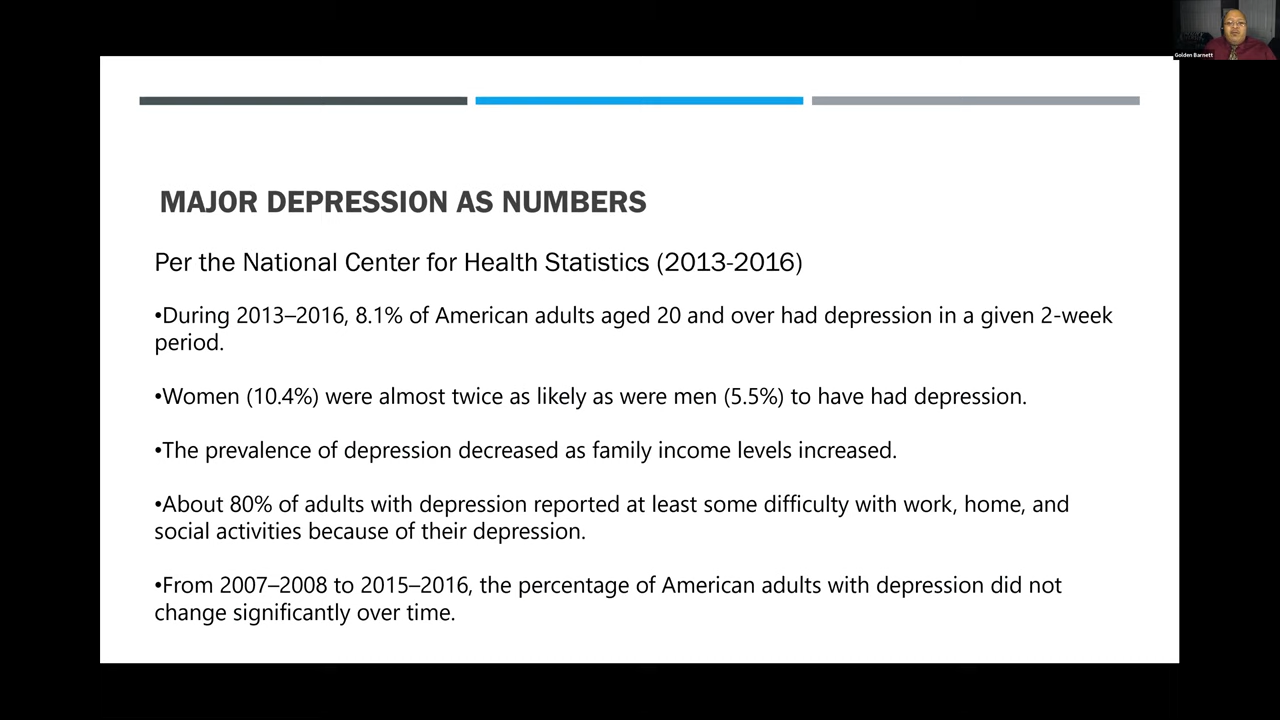 Golden Barnett
MAJOR DEPRESSION AS NUMBERS
Per the National Center for Health Statistics (2013-2016)
•During 2013–2016, 8.1% of American adults aged 20 and over had depression in a given 2-week
period.
•Women (10.4%) were almost twice as likely as were men (5.5%) to have had depression.
•The prevalence of depression decreased as family income levels increased.
•About 80% of adults with depression reported at least some difficulty with work, home, and
social activities because of their depression.
•From 2007–2008 to 2015–2016, the percentage of American adults with depression did not
change significantly over time.